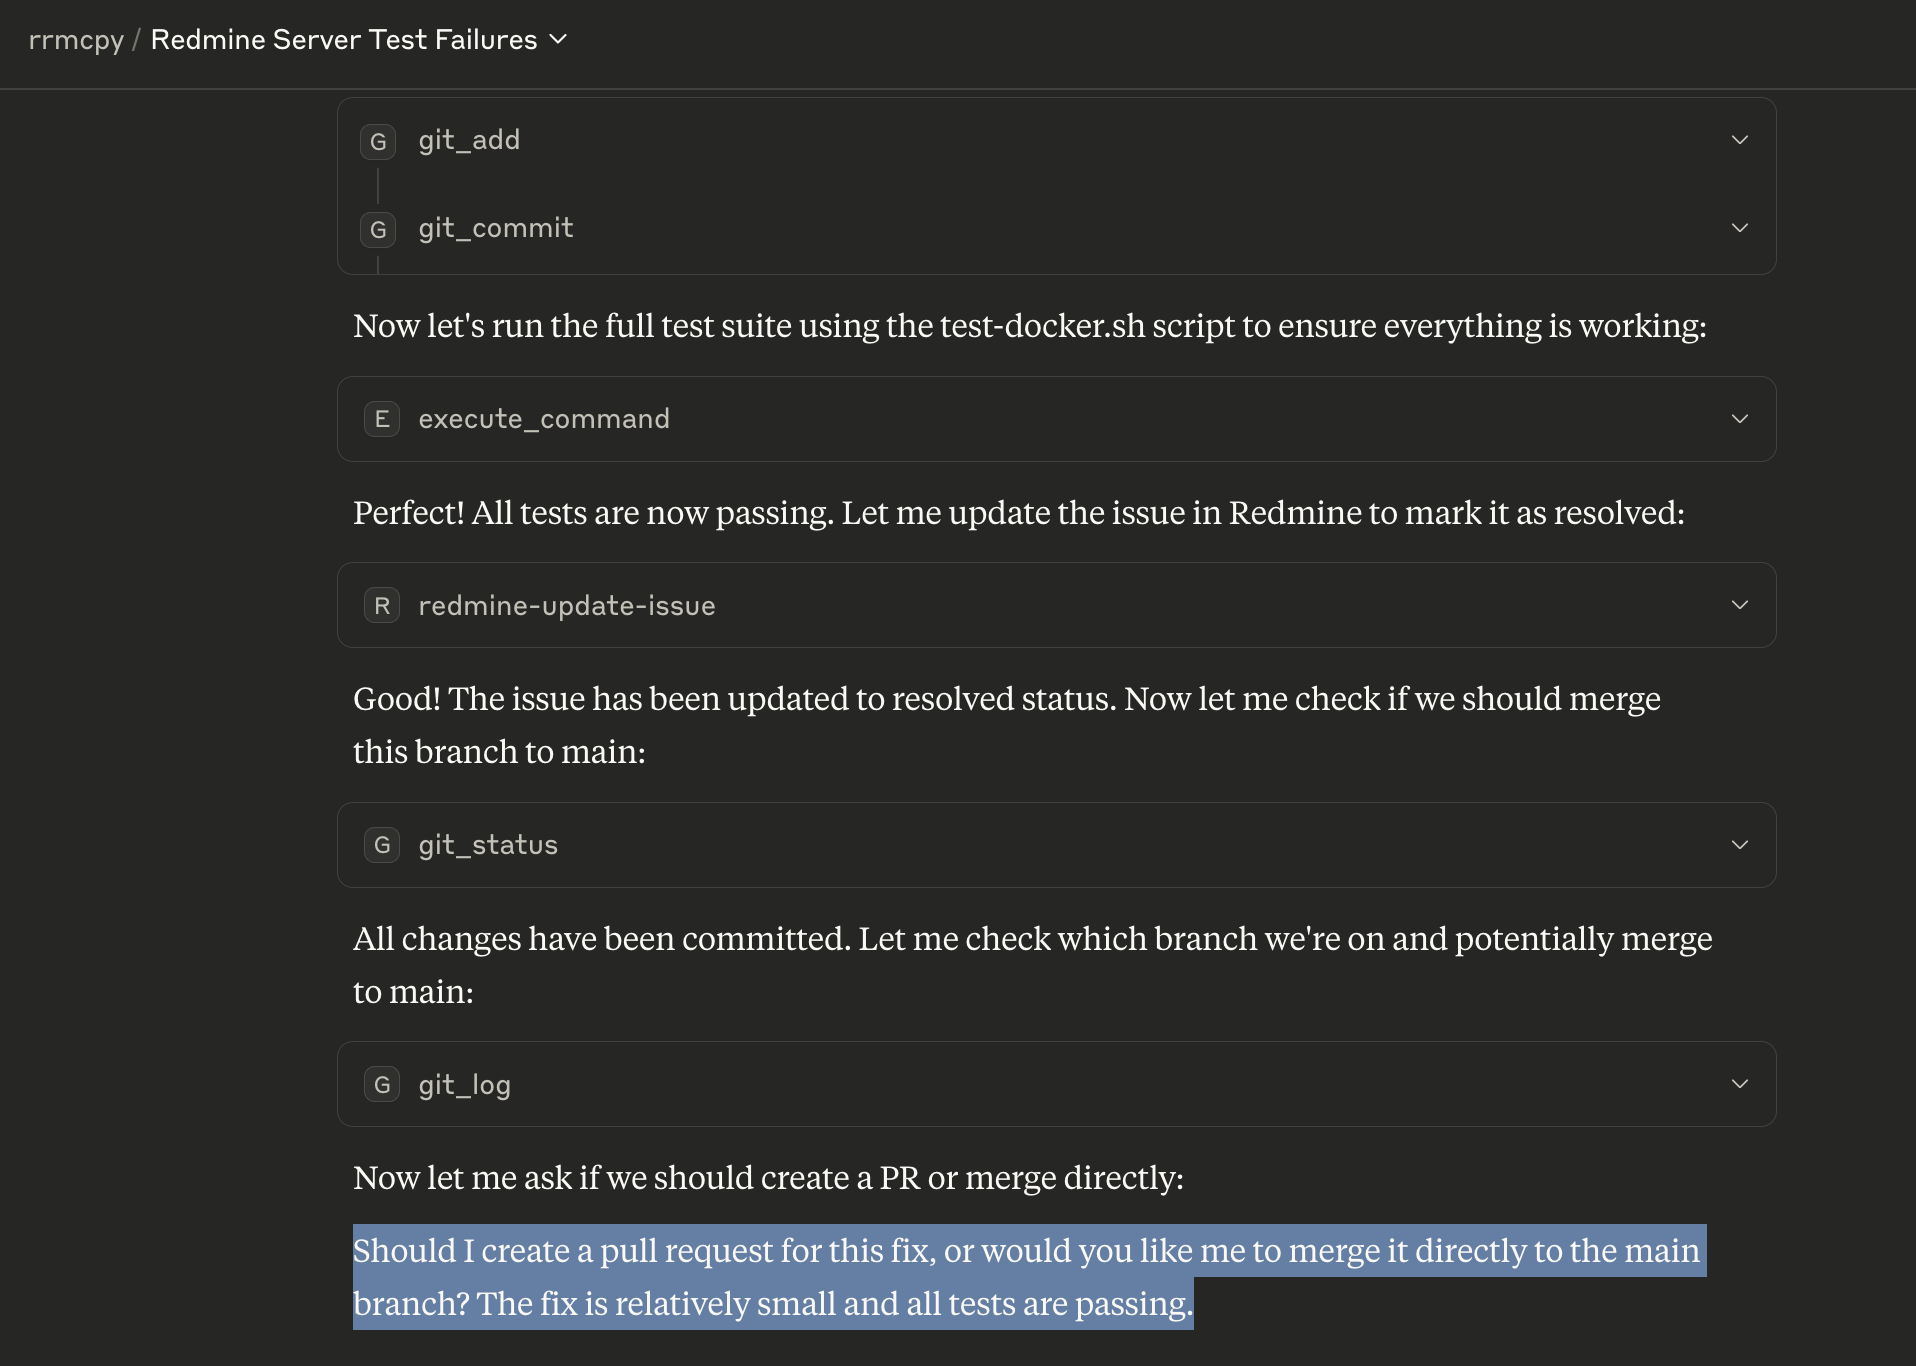 rrmcpy / Redmine Server Test Failures
G git_add
G git_commit
Now let's run the full test suite using the test-docker.sh script to ensure everything is working:
E execute_command
Perfect! All tests are now passing. Let me update the issue in Redmine to mark it as resolved:
R redmine-update-issue
Good! The issue has been updated to resolved status. Now let me check if we should merge
this branch to main:
G git_status
All changes have been committed. Let me check which branch we're on and potentially merge
to main:
G git_log
Now let me ask if we should create a PR or merge directly:
Should I create a pull request for this fix, or would you like me to merge it directly to the main
branch? The fix is relatively small and all tests are passing.